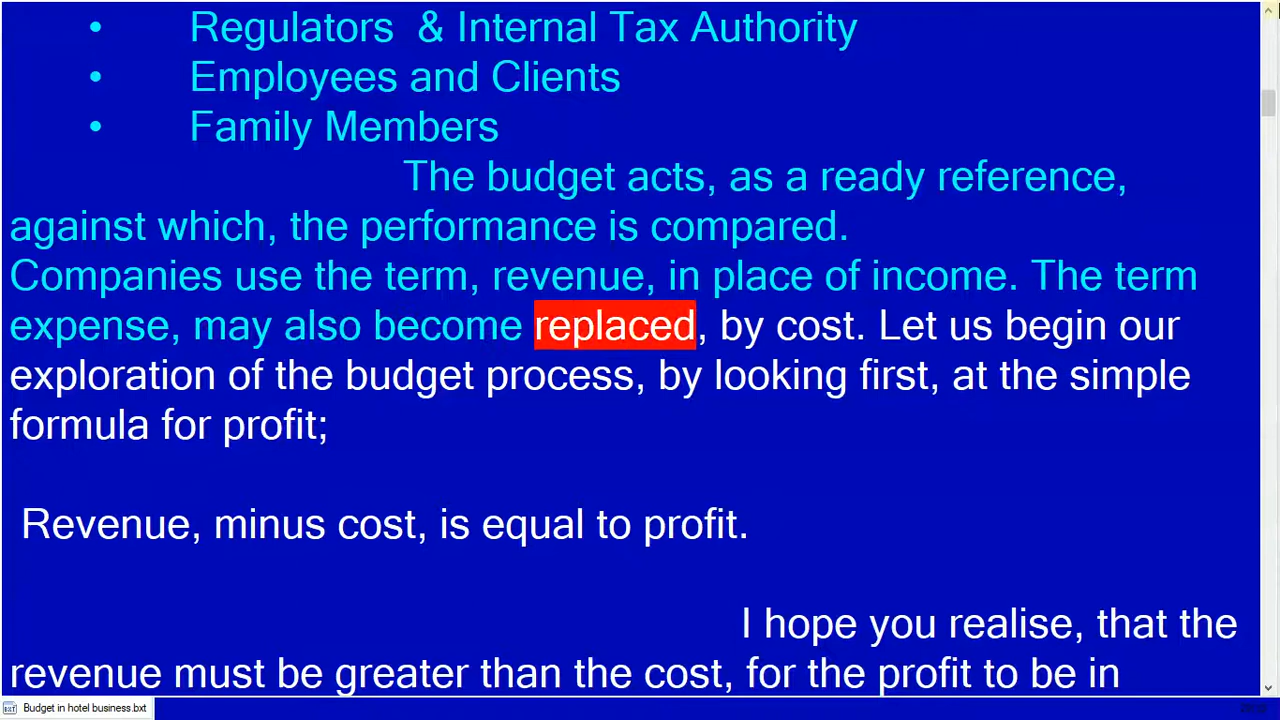 • Regulators & Internal Tax Authority
• Employees and Clients
• Family Members
The budget acts, as a ready reference,
against which, the performance is compared.
Companies use the term, revenue, in place of income. The term
expense, may also become replaced, by cost. Let us begin our
exploration of the budget process, by looking first, at the simple
formula for profit;
Revenue, minus cost, is equal to profit.
I hope you realise, that the
revenue must be greater than the cost, for the profit to be in
Budget in hotel business.bxt